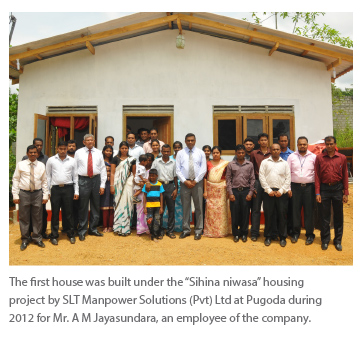 The first house was built under the “Sihina niwasa” housing
project by SLT Manpower Solutions (Pvt) Ltd at Pugoda during
2012 for Mr. A M Jayasundara, an employee of the company.